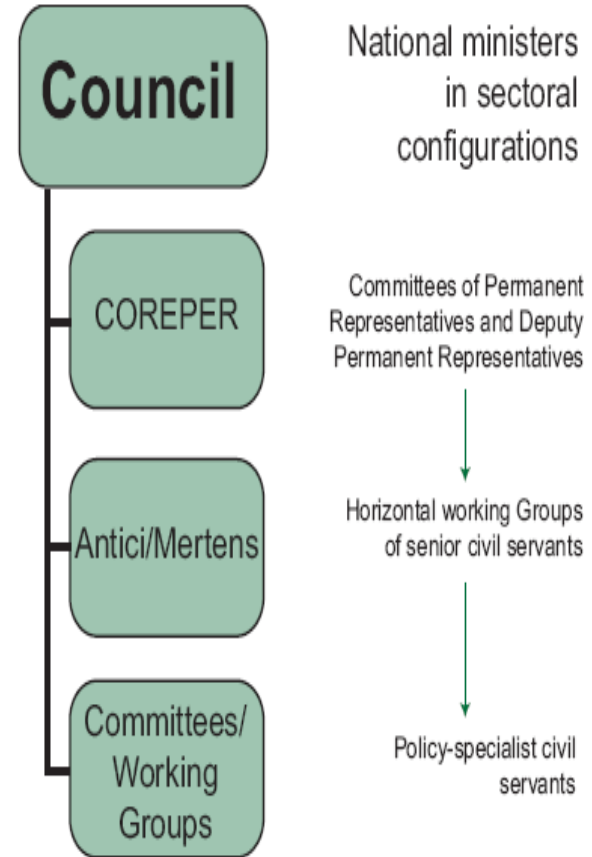 Council
National ministers
in sectoral
configurations
COREPER
Committees of Permanent
Representatives and Deputy
Permanent Representatives
Antici/Mertens
Horizontal working Groups
of senior civil servants
Committees/
Working
Groups
Policy-specialist civil
servants